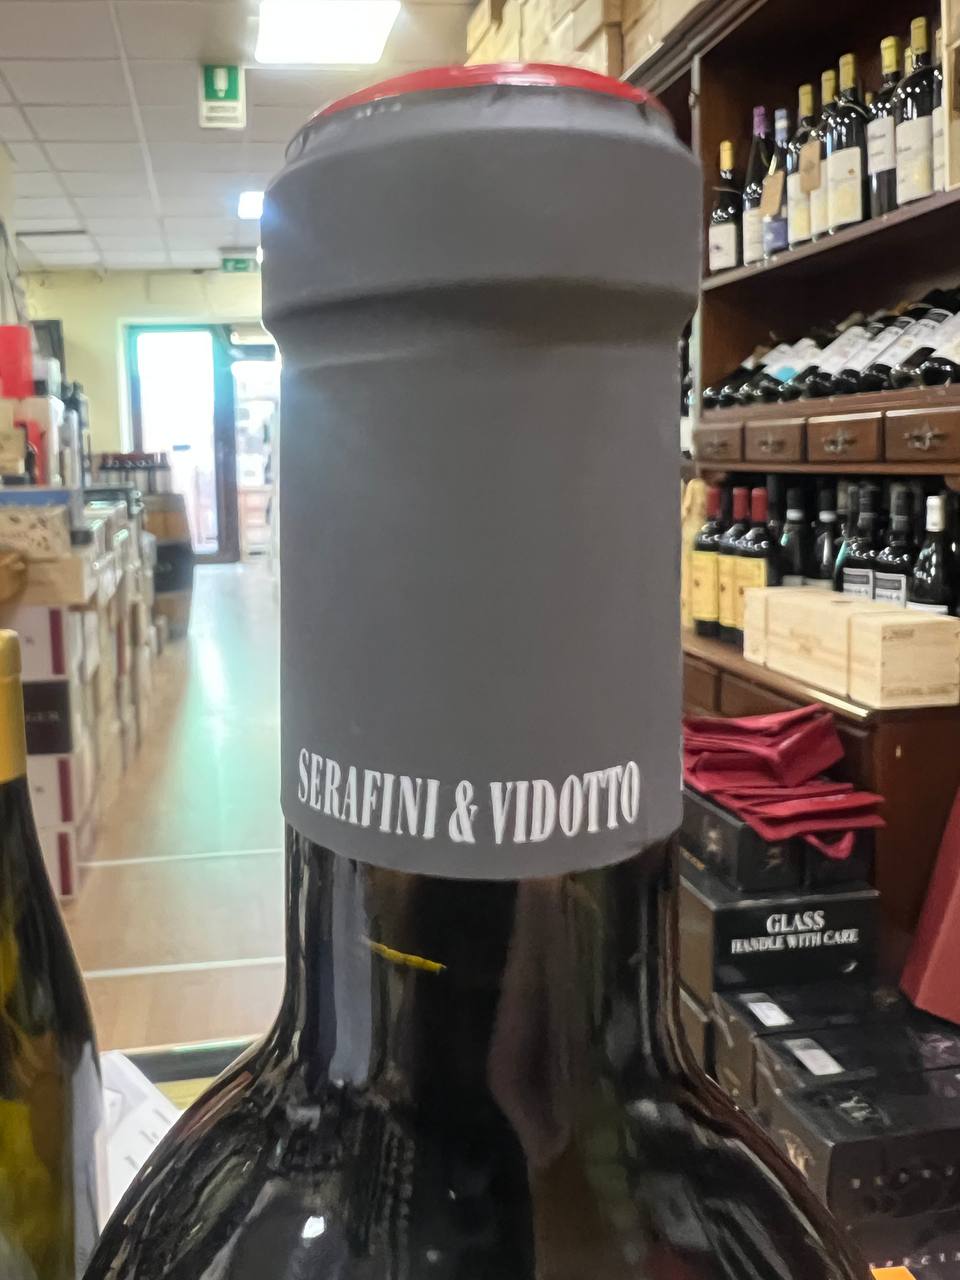 SERAFINI & VIDOTTO
GLASS
HANDLE WITH CARE